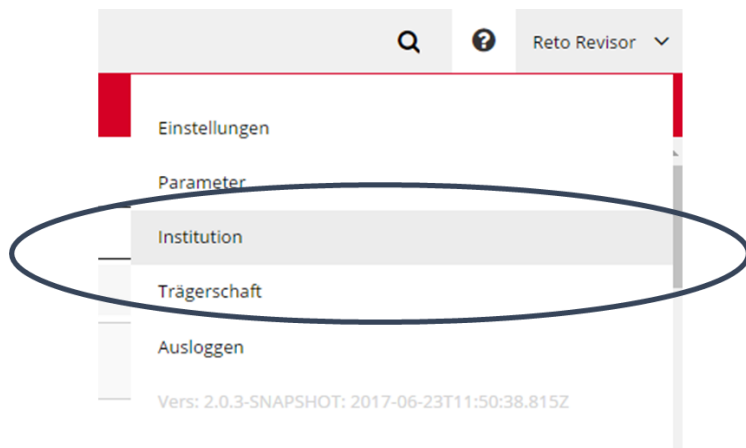 Reto Revisor
Einstellungen
Parameter
Institution
Trägerschaft
Ausloggen
Vers: 2.0.3-SNAPSHOT: 2017-06-23T11:50:38.815Z